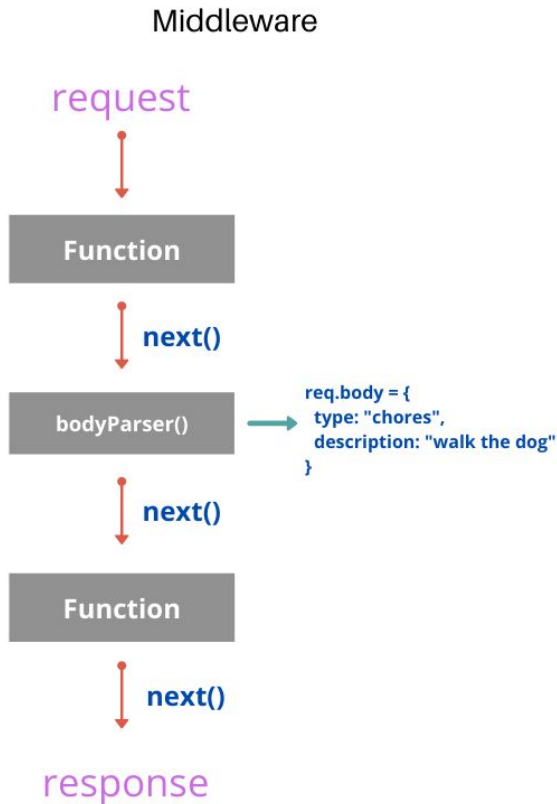 Middleware
request
Function
next()
bodyParser()
req.body = {
type: "chores",
description: "walk the dog"
}
next()
Function
next()
response